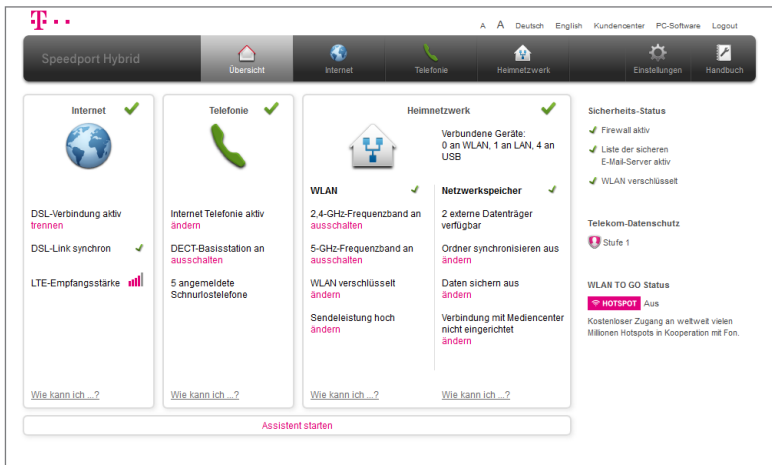 T
A A Deutsch English Kundencenter PC-Software Logout
Speedport Hybrid
Übersicht
Internet
Telefonie
Heimnetzwerk
Einstellungen
Handbuch
Internet
DSL-Verbindung aktiv
trennen
DSL-Link synchron
LTE-Empfangsstärke
Wie kann ich ...?
Telefonie
Internet Telefonie aktiv
ändern
DECT-Basisstation an
ausschalten
5 angemeldete
Schnurlostelefone
Wie kann ich ...?
Heimnetzwerk
Verbundene Geräte:
0 an WLAN, 1 an LAN, 4 an
USB
WLAN
2,4-GHz-Frequenzband an
ausschalten
5-GHz-Frequenzband an
ausschalten
WLAN verschlüsselt
ändern
Sendeleistung hoch
ändern
Wie kann ich ...?
Netzwerkspeicher
2 externe Datenträger
verfügbar
Ordner synchronisieren aus
ändern
Daten sichern aus
ändern
Verbindung mit Mediencenter
nicht eingerichtet
ändern
Wie kann ich ...?
Assistent starten
Sicherheits-Status
Firewall aktiv
Liste der sicheren
E-Mail-Server aktiv
WLAN verschlüsselt
Telekom-Datenschutz
Stufe 1
WLAN TO GO Status
HOTSPOT Aus
Kostenloser Zugang an weltweit vielen
Millionen Hotspots in Kooperation mit Fon.